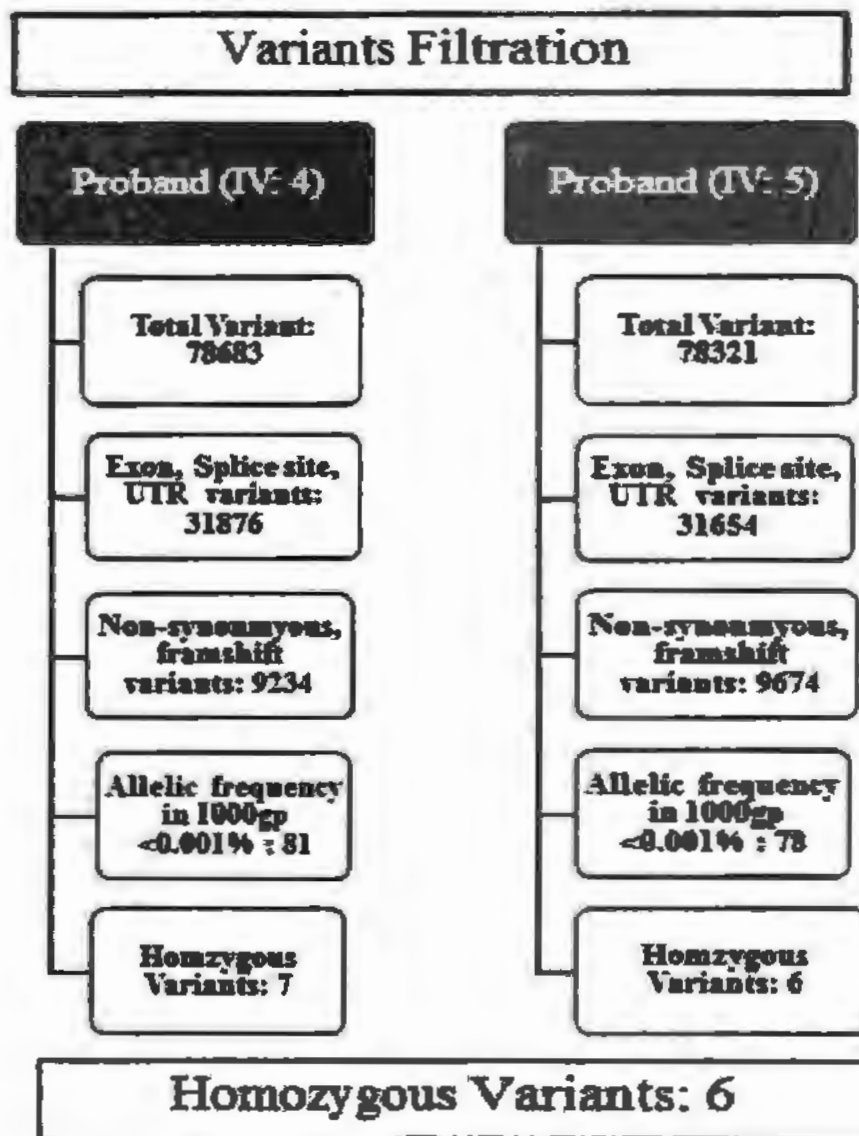 Variants Filtration
Proband (IV: 4)
Total Variant:
78683
Exon, Splice site,
UTR variants:
31876
Non-synounmyous,
framshift
variants: 9234
Allelic frequency
in 1000gp
<0.001% : 81
Homzygous
Variants: 7
Proband (IV: 5)
Total Variant:
78321
Exon, Splice site,
UTR variants:
31654
Non-synounmyous,
framshift
variants: 9674
Allelic frequency
in 1000gp
<0.001% : 78
Homzygous
Variants: 6
Homozygous Variants: 6